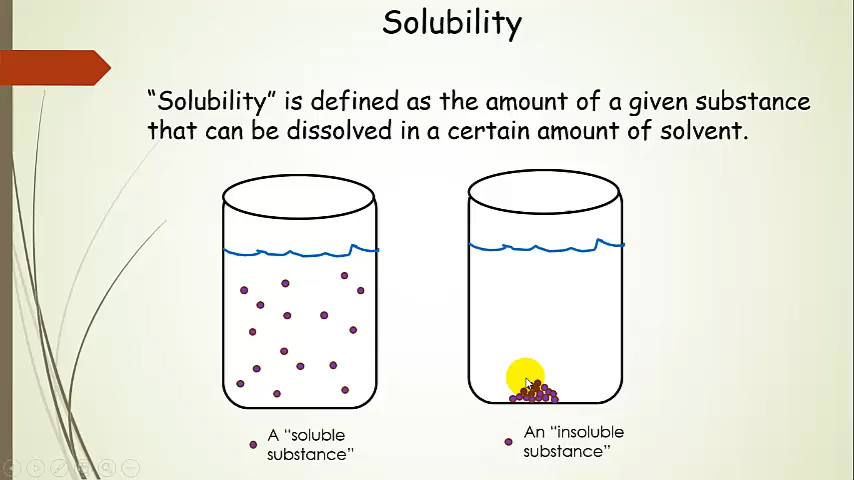 Solubility
“Solubility” is defined as the amount of a given substance
that can be dissolved in a certain amount of solvent.
A “soluble
substance”
An “insoluble
substance”